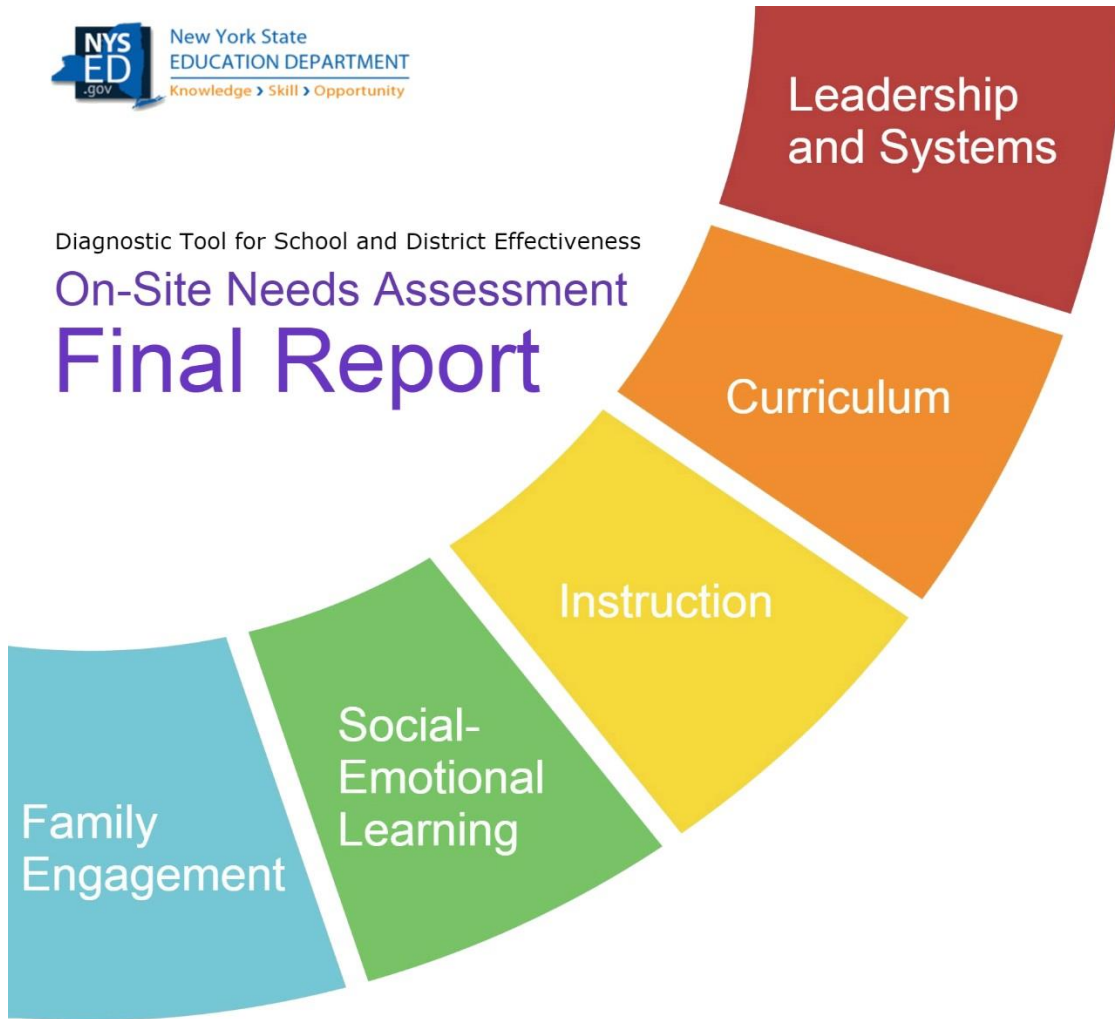 NYS
ED
.gov
New York State
EDUCATION DEPARTMENT
Knowledge › Skill › Opportunity
Diagnostic Tool for School and District Effectiveness
On-Site Needs Assessment
Final Report
Leadership
and Systems
Curriculum
Instruction
Social-
Emotional
Learning
Family
Engagement